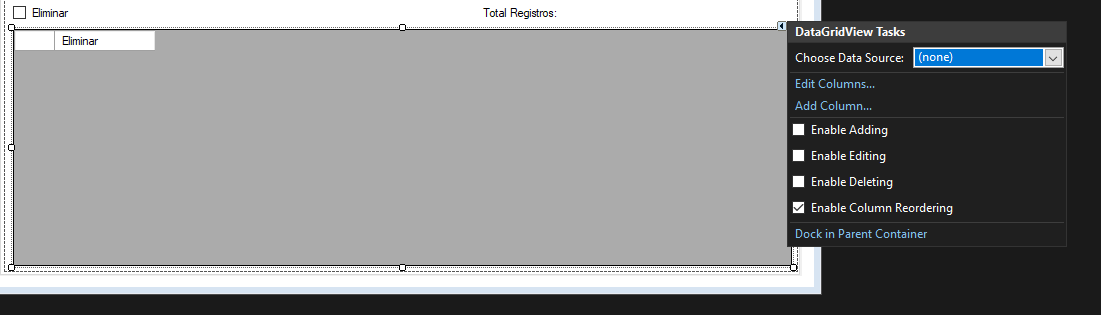 Eliminar
Total Registros:
Eliminar
DataGridView Tasks
Choose Data Source:
(none)
Edit Columns...
Add Column...
Enable Adding
Enable Editing
Enable Deleting
Enable Column Reordering
Dock in Parent Container